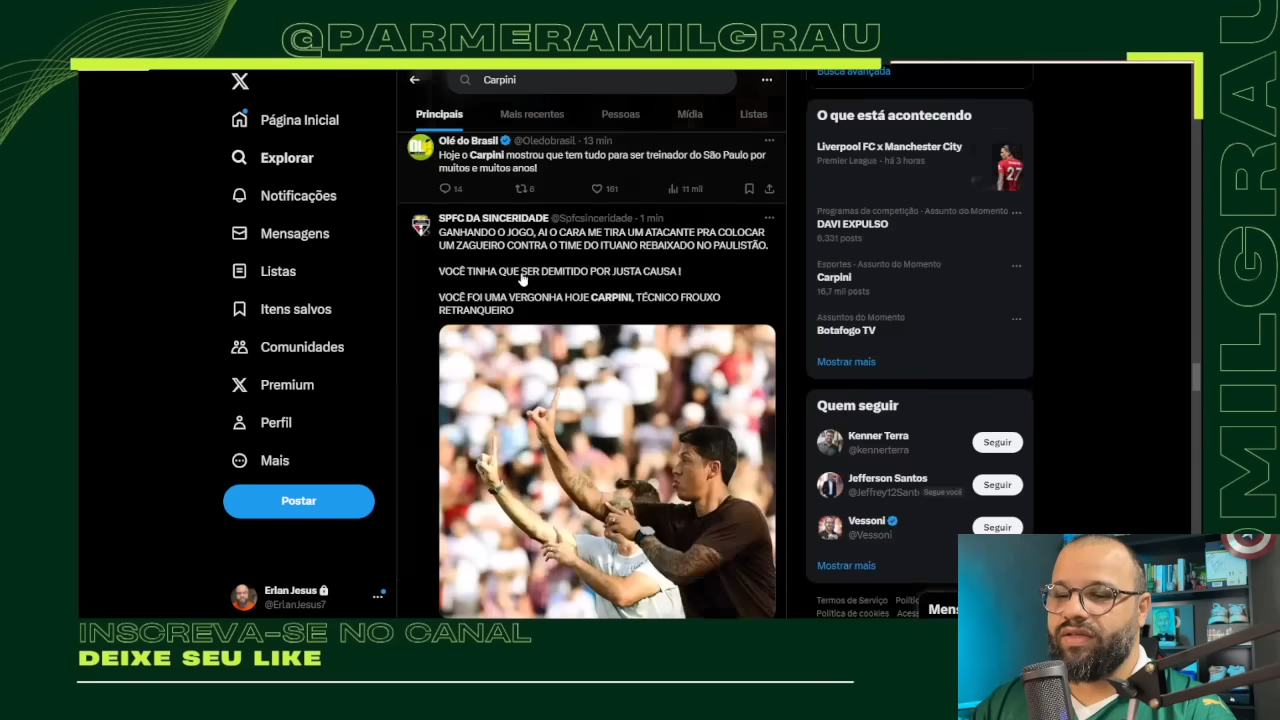 @PARMERAMILGRAU
@MILGRAU
Carpini
Principais
Mais recentes
Pessoas
Mídia
Listas
Página Inicial
Explorar
Notificações
Mensagens
Listas
Itens salvos
Comunidades
Premium
Perfil
Mais
Postar
Erlan Jesus
@ErlanJesus7
Olé do Brasil @Oledobrasil · 13 min
Hoje o Carpini mostrou que tem tudo para ser treinador do São Paulo por
muitos e muitos anos!
14 6 161 11 mil
SPFC DA SINCERIDADE @Spfcsinceridade · 1 min
GANHANDO O JOGO, AI O CARA ME TIRA UM ATACANTE PRA COLOCAR
UM ZAGUEIRO CONTRA O TIME DO ITUANO REBAIXADO NO PAULISTÃO.
VOCÊ TINHA QUE SER DEMITIDO POR JUSTA CAUSA !
VOCÊ FOI UMA VERGONHA HOJE CARPINI, TÉCNICO FROUXO
RETRANQUEIRO
Busca avançada
O que está acontecendo
Liverpool FC x Manchester City
Premier League · há 3 horas
27
Programas de competição · Assunto do Momento
DAVI EXPULSO
6.331 posts
Esportes · Assunto do Momento
Carpini
16,7 mil posts
Assuntos do Momento
Botafogo TV
Mostrar mais
Quem seguir
Kenner Terra
@kennerterra
Seguir
Jefferson Santos
@Jeffrey12Sant Segue você
Seguir
Vessoni
@Vessoni
Seguir
Mostrar mais
Termos de Serviço
Política de cookies
INSCREVA-SE NO CANAL
DEIXE SEU LIKE